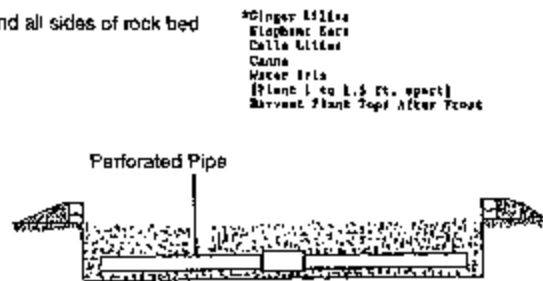 nd all sides of rock bed
*Ginger Lilies
Elephant Ears
Calla Lilies
Canna
Water Iris
(Plant 1 to 1.5 ft. apart)
Harvest Plant Tops After Frost
Perforated Pipe